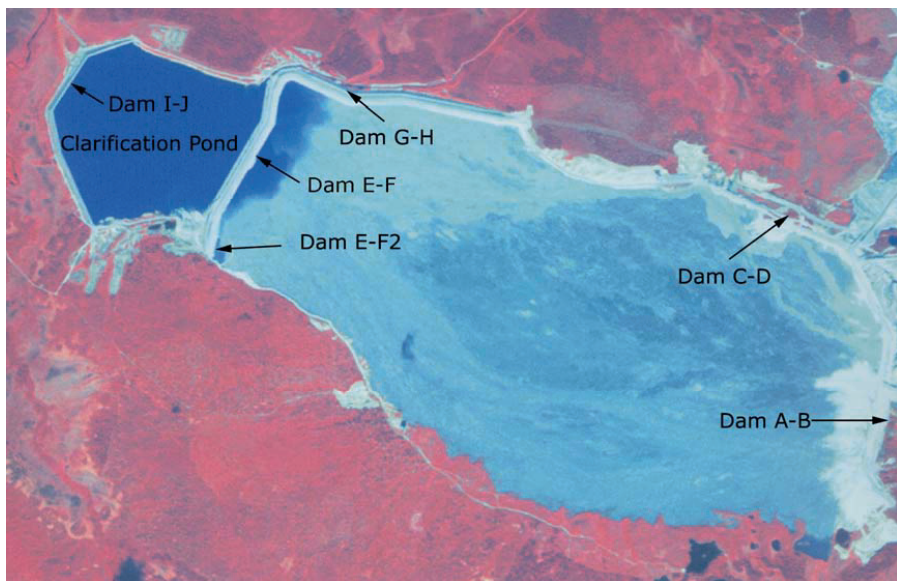 Dam I-J
Clarification Pond
Dam G-H
Dam E-F
Dam E-F2
Dam C-D
Dam A-B